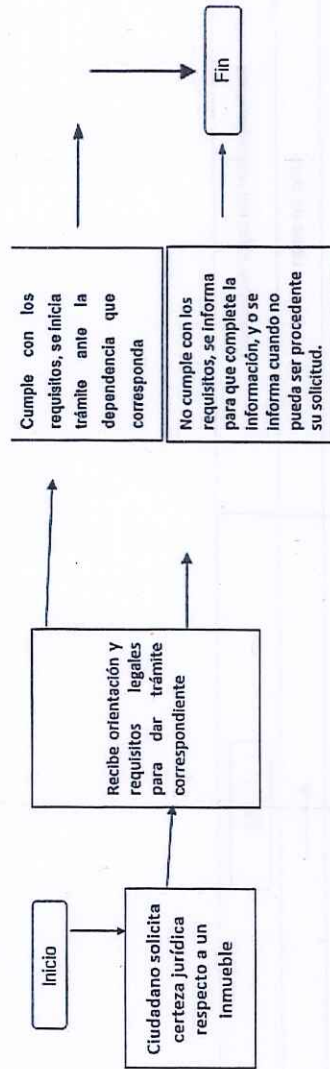 Inicio
Ciudadano solicita
certeza jurídica
respecto a un
Inmueble
Recibe orientación y
requisitos legales
para dar trámite
correspondiente
Cumple con los
requisitos, se inicia
trámite ante la
dependencia que
corresponda
No cumple con los
requisitos, se informa
para que complete la
información, y o se
informa cuando no
pueda ser procedente
su solicitud.
Fin